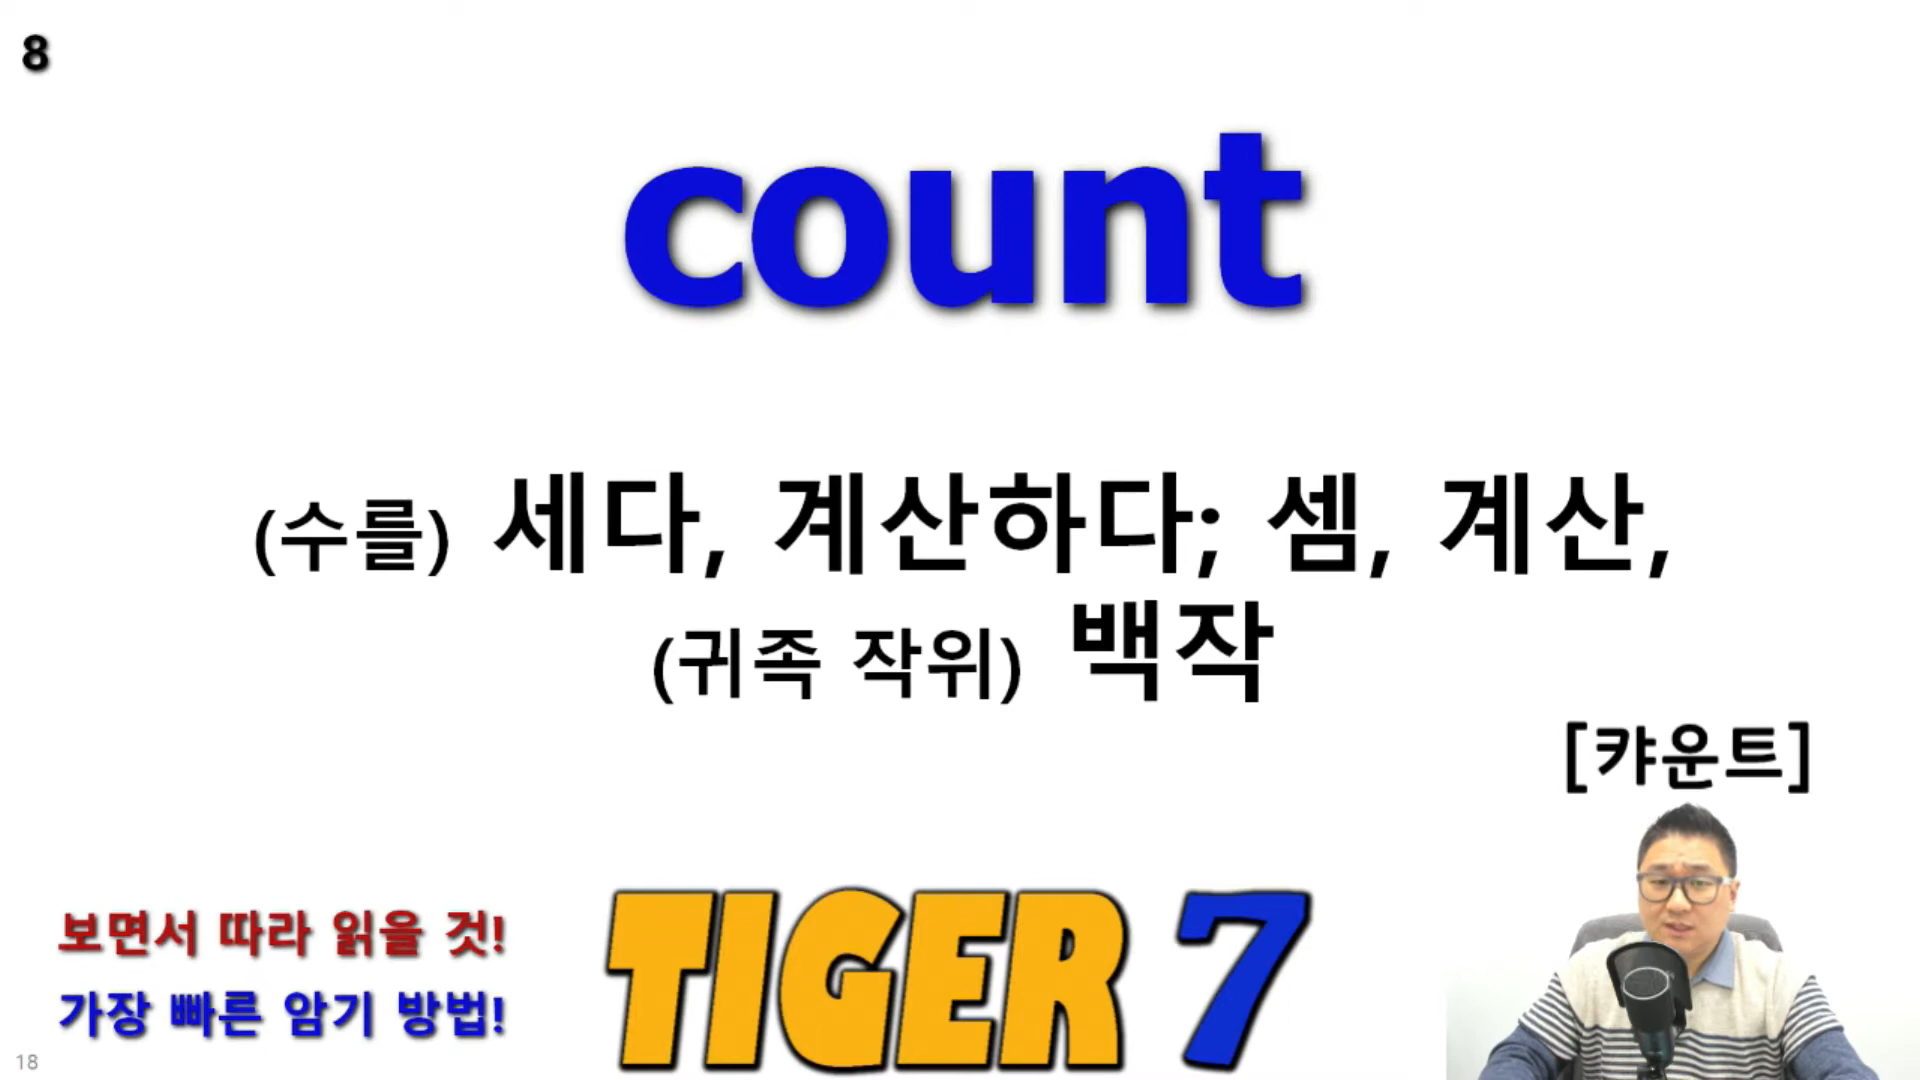 8
count
(수를) 세다, 계산하다; 셈, 계산,
(귀족 작위) 백작
[캬운트]
보면서 따라 읽을 것!
가장 빠른 암기 방법!
TIGER 7
18